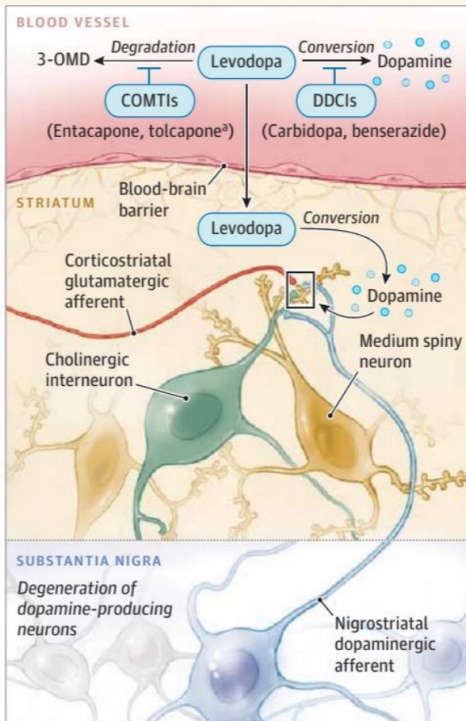 BLOOD VESSEL
Degradation
Conversion
3-OMD
Levodopa
Dopamine
COMTIs
DDCIs
(Entacapone, tolcaponeᵃ)
(Carbidopa, benserazide)
Blood-brain
barrier
STRIATUM
Levodopa
Conversion
Corticostriatal
glutamatergic
afferent
Dopamine
Cholinergic
interneuron
Medium spiny
neuron
SUBSTANTIA NIGRA
Degeneration of
dopamine-producing
neurons
Nigrostriatal
dopaminergic
afferent